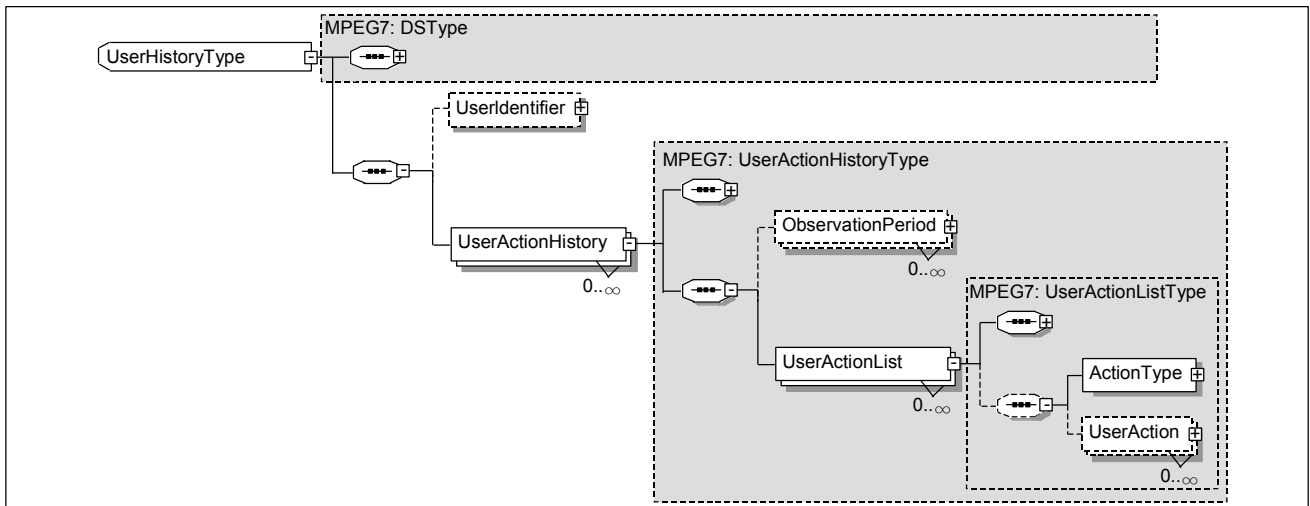 MPEG7: DSType
UserHistoryType
UserIdentifier
MPEG7: UserActionHistoryType
ObservationPeriod
0..∞
UserActionHistory
0..∞
MPEG7: UserActionListType
UserActionList
0..∞
ActionType
UserAction
0..∞